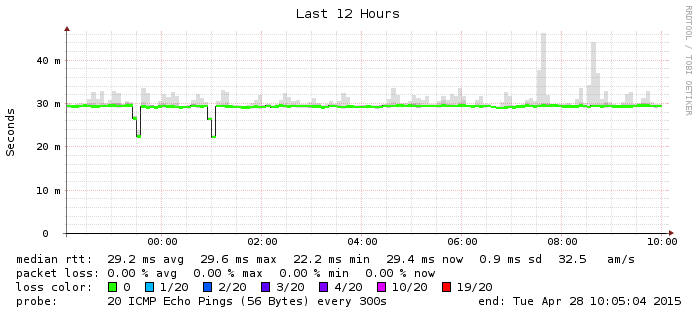 Last 12 Hours
RRDTOOL / TOBI OETIKER
Seconds
40 m
30 m
20 m
10 m
0
00:00 02:00 04:00 06:00 08:00 10:00
median rtt: 29.2 ms avg 29.6 ms max 22.2 ms min 29.4 ms now 0.9 ms sd 32.5 am/s
packet loss: 0.00 % avg 0.00 % max 0.00 % min 0.00 % now
loss color: 0 1/20 2/20 3/20 4/20 10/20 19/20
probe: 20 ICMP Echo Pings (56 Bytes) every 300s end: Tue Apr 28 10:05:04 2015